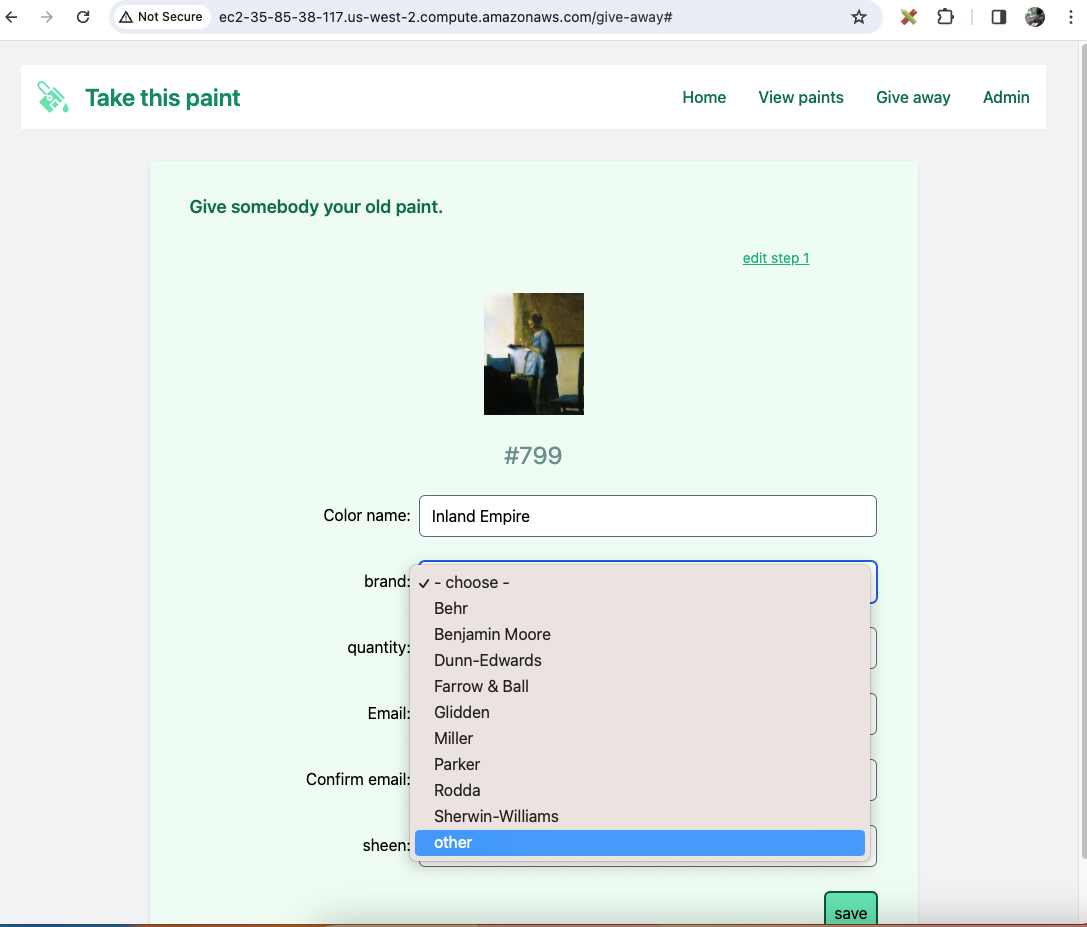 Not Secure ec2-35-85-38-117.us-west-2.compute.amazonaws.com/give-away#
Take this paint Home View paints Give away Admin
Give somebody your old paint.
edit step 1
#799
Color name: Inland Empire
brand: ✓ - choose -
Behr
Benjamin Moore
Dunn-Edwards
quantity:
Farrow & Ball
Glidden
Email:
Miller
Parker
Confirm email:
Rodda
Sherwin-Williams
other
sheen:
save